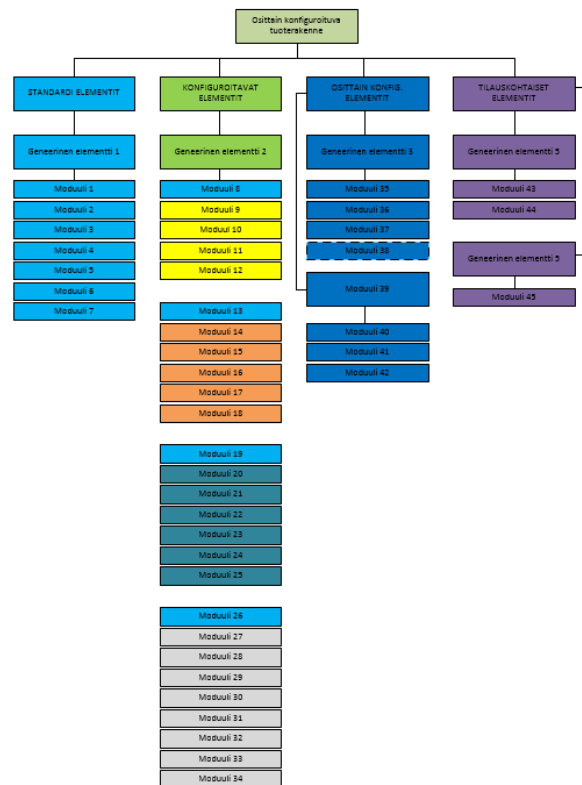 Osittain konfiguroituva
tuoterakenne
STANDARDI ELEMENTIT
Geneerinen elementti 1
Moduuli 1
Moduuli 2
Moduuli 3
Moduuli 4
Moduuli 5
Moduuli 6
Moduuli 7
KONFIGUROITAVAT
ELEMENTIT
Geneerinen elementti 2
Moduuli 8
Moduuli 9
Moduul 10
Moduuli 11
Moduuli 12
Moduuli 13
Moduuli 14
Moduuli 15
Moduuli 16
Moduuli 17
Moduuli 18
Moduuli 19
Moduuli 20
Moduuli 21
Moduuli 22
Moduuli 23
Moduuli 24
Moduuli 25
Moduuli 26
Moduuli 27
Moduuli 28
Moduuli 29
Moduuli 30
Moduuli 31
Moduuli 32
Moduuli 33
Moduuli 34
OSITTAIN KONFIG.
ELEMENTIT
Geneerinen elementti 3
Moduuli 35
Moduuli 36
Moduuli 37
Moduuli 38
Moduuli 39
Moduuli 40
Moduuli 41
Moduuli 42
TILAUSKOHTAISET
ELEMENTIT
Geneerinen elementti 5
Moduuli 43
Moduuli 44
Geneerinen elementti 5
Moduuli 45